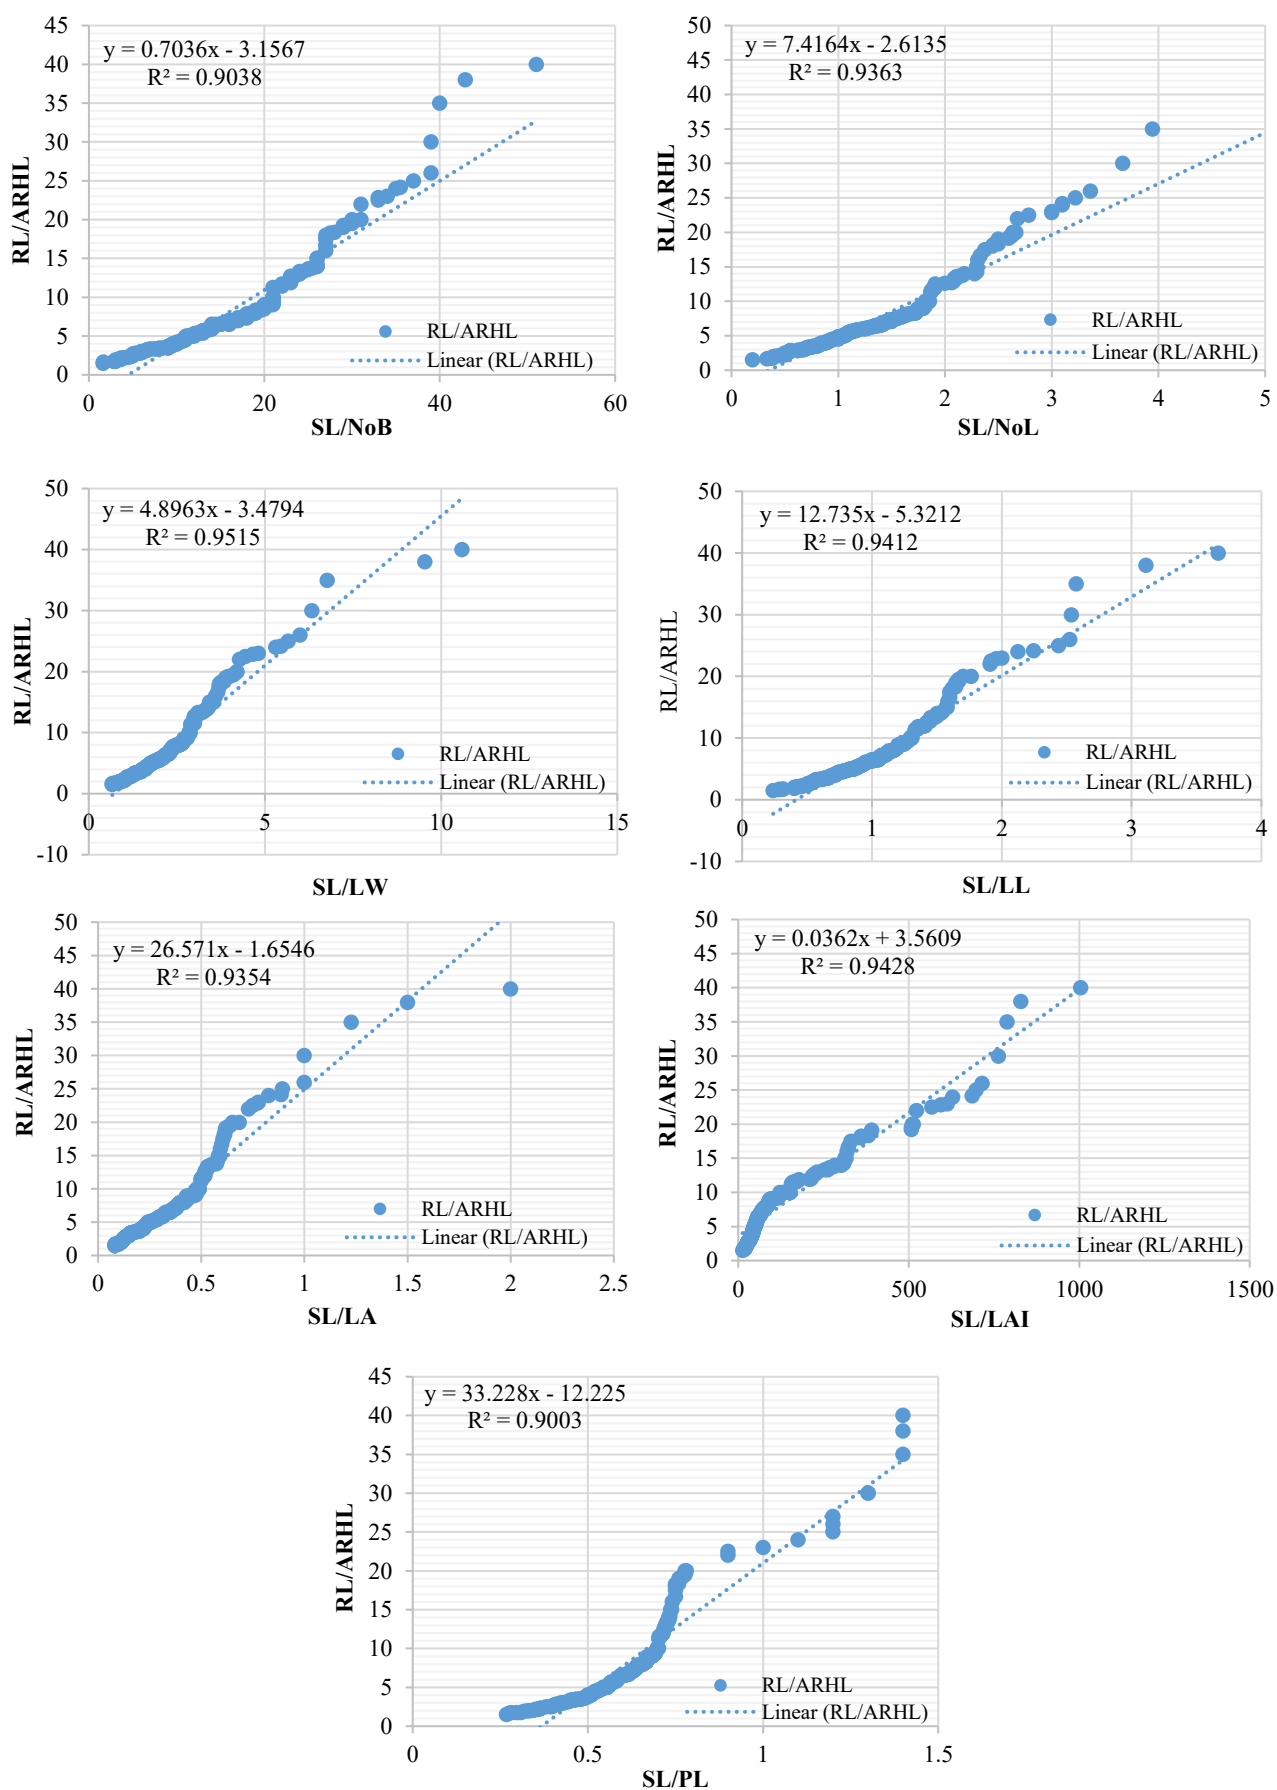 y = 0.7036x - 3.1567
R² = 0.9038
45
40
35
30
25
20
15
10
5
0
RL/ARHL
RL/ARHL
Linear (RL/ARHL)
0 20 40 60
SL/NoB
y = 7.4164x - 2.6135
R² = 0.9363
50
45
40
35
30
25
20
15
10
5
0
RL/ARHL
RL/ARHL
Linear (RL/ARHL)
0 1 2 3 4 5
SL/NoL
y = 4.8963x - 3.4794
R² = 0.9515
50
40
30
20
10
0
-10
RL/ARHL
RL/ARHL
Linear (RL/ARHL)
0 5 10 15
SL/LW
y = 12.735x - 5.3212
R² = 0.9412
50
40
30
20
10
0
-10
RL/ARHL
RL/ARHL
Linear (RL/ARHL)
0 1 2 3 4
SL/LL
y = 26.571x - 1.6546
R² = 0.9354
50
45
40
35
30
25
20
15
10
5
0
RL/ARHL
RL/ARHL
Linear (RL/ARHL)
0 0.5 1 1.5 2 2.5
SL/LA
y = 0.0362x + 3.5609
R² = 0.9428
50
45
40
35
30
25
20
15
10
5
0
RL/ARHL
RL/ARHL
Linear (RL/ARHL)
0 500 1000 1500
SL/LAI
y = 33.228x - 12.225
R² = 0.9003
45
40
35
30
25
20
15
10
5
0
RL/ARHL
RL/ARHL
Linear (RL/ARHL)
0 0.5 1 1.5
SL/PL